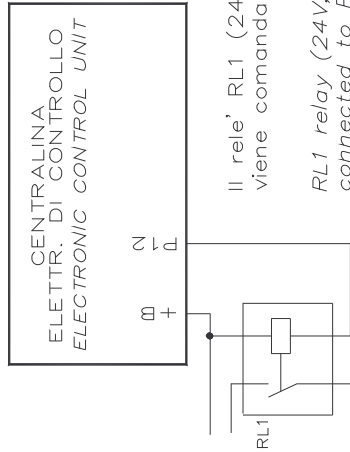 CENTRALINA
ELETTR. DI CONTROLLO
ELECTRONIC CONTROL UNIT
P12
+B
RL1
Il rele' RL1 (24
viene comanda
RL1 relay (24V,
connected to P